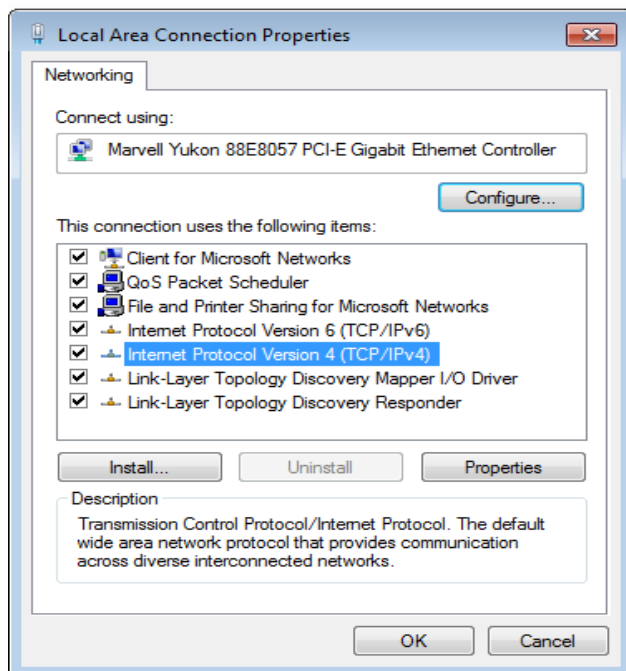 Local Area Connection Properties
Networking
Connect using:
Marvell Yukon 88E8057 PCI-E Gigabit Ethernet Controller
Configure...
This connection uses the following items:
Client for Microsoft Networks
QoS Packet Scheduler
File and Printer Sharing for Microsoft Networks
Internet Protocol Version 6 (TCP/IPv6)
Internet Protocol Version 4 (TCP/IPv4)
Link-Layer Topology Discovery Mapper I/O Driver
Link-Layer Topology Discovery Responder
Install... Uninstall Properties
Description
Transmission Control Protocol/Internet Protocol. The default
wide area network protocol that provides communication
across diverse interconnected networks.
OK Cancel